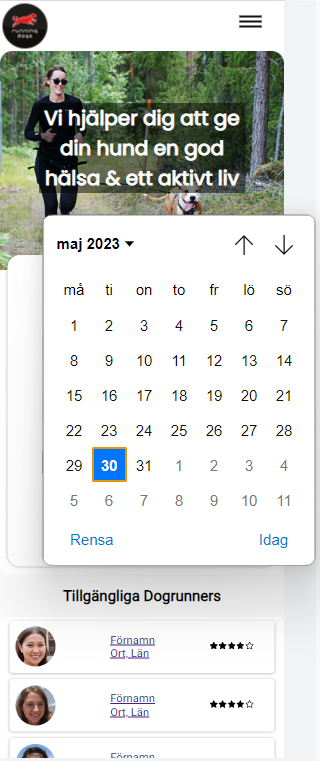 running
dogs
Vi hjälper dig att ge
din hund en god
hälsa & ett aktivt liv
maj 2023
må ti on to fr lö sö
1 2 3 4 5 6 7
8 9 10 11 12 13 14
15 16 17 18 19 20 21
22 23 24 25 26 27 28
29 30 31 1 2 3 4
5 6 7 8 9 10 11
Rensa Idag
Tillgängliga Dogrunners
Förnamn
Ort, Län
Förnamn
Ort, Län
Förnamn